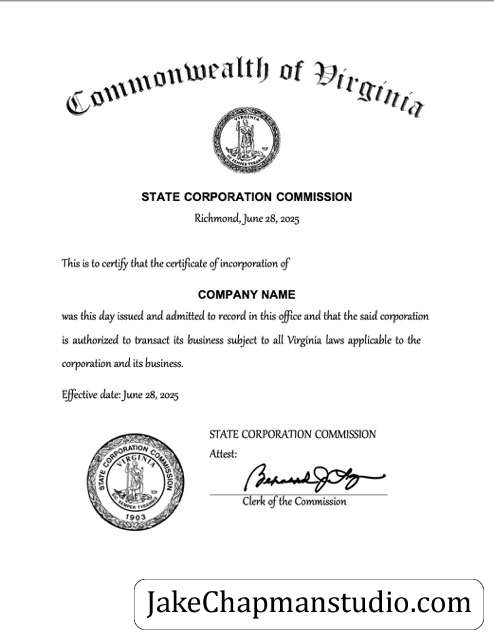 Commonwealth of Virginia
VIRGINIA
SIC SEMPER TYRANNIS
STATE CORPORATION COMMISSION
Richmond, June 28, 2025
This is to certify that the certificate of incorporation of
COMPANY NAME
was this day issued and admitted to record in this office and that the said corporation
is authorized to transact its business subject to all Virginia laws applicable to the
corporation and its business.
Effective date: June 28, 2025
STATE CORPORATION COMMISSION
Attest:
Clerk of the Commission
STATE CORPORATION COMMISSION
VIRGINIA
SIC SEMPER TYRANNIS
1903
JakeChapmanstudio.com